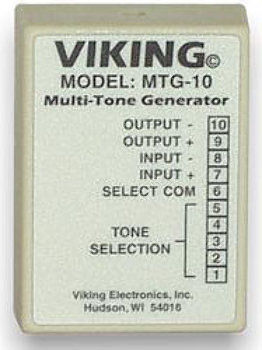 VIKING©
MODEL: MTG-10
Multi-Tone Generator
OUTPUT - 10
OUTPUT + 9
INPUT - 8
INPUT + 7
SELECT COM 6
5
TONE 4
SELECTION 3
2
1
Viking Electronics, Inc.
Hudson, WI 54016